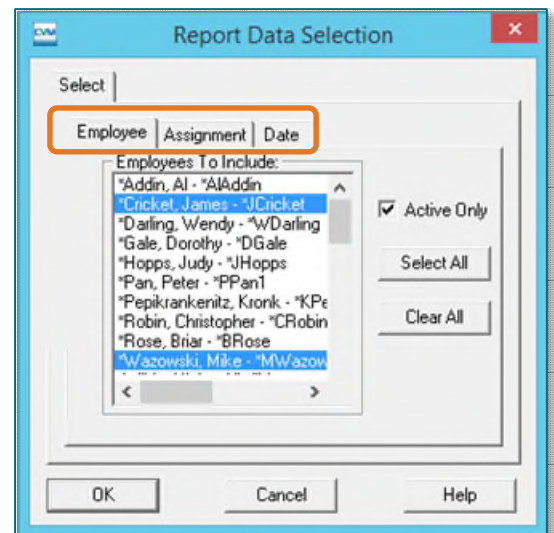 CVM
Report Data Selection
Select
Employee Assignment Date
Employees To Include:
*Addin, Al - *AlAddin
*Cricket, James - *JCricket
*Darling, Wendy - *WDarling
*Gale, Dorothy - *DGale
*Hopps, Judy - *JHopps
*Pan, Peter - *PPan1
*Pepikrankenitz, Kronk - *KPe
*Robin, Christopher - *CRobin
*Rose, Briar - *BRose
*Wazowski, Mike - *MWazow
Active Only
Select All
Clear All
OK Cancel Help